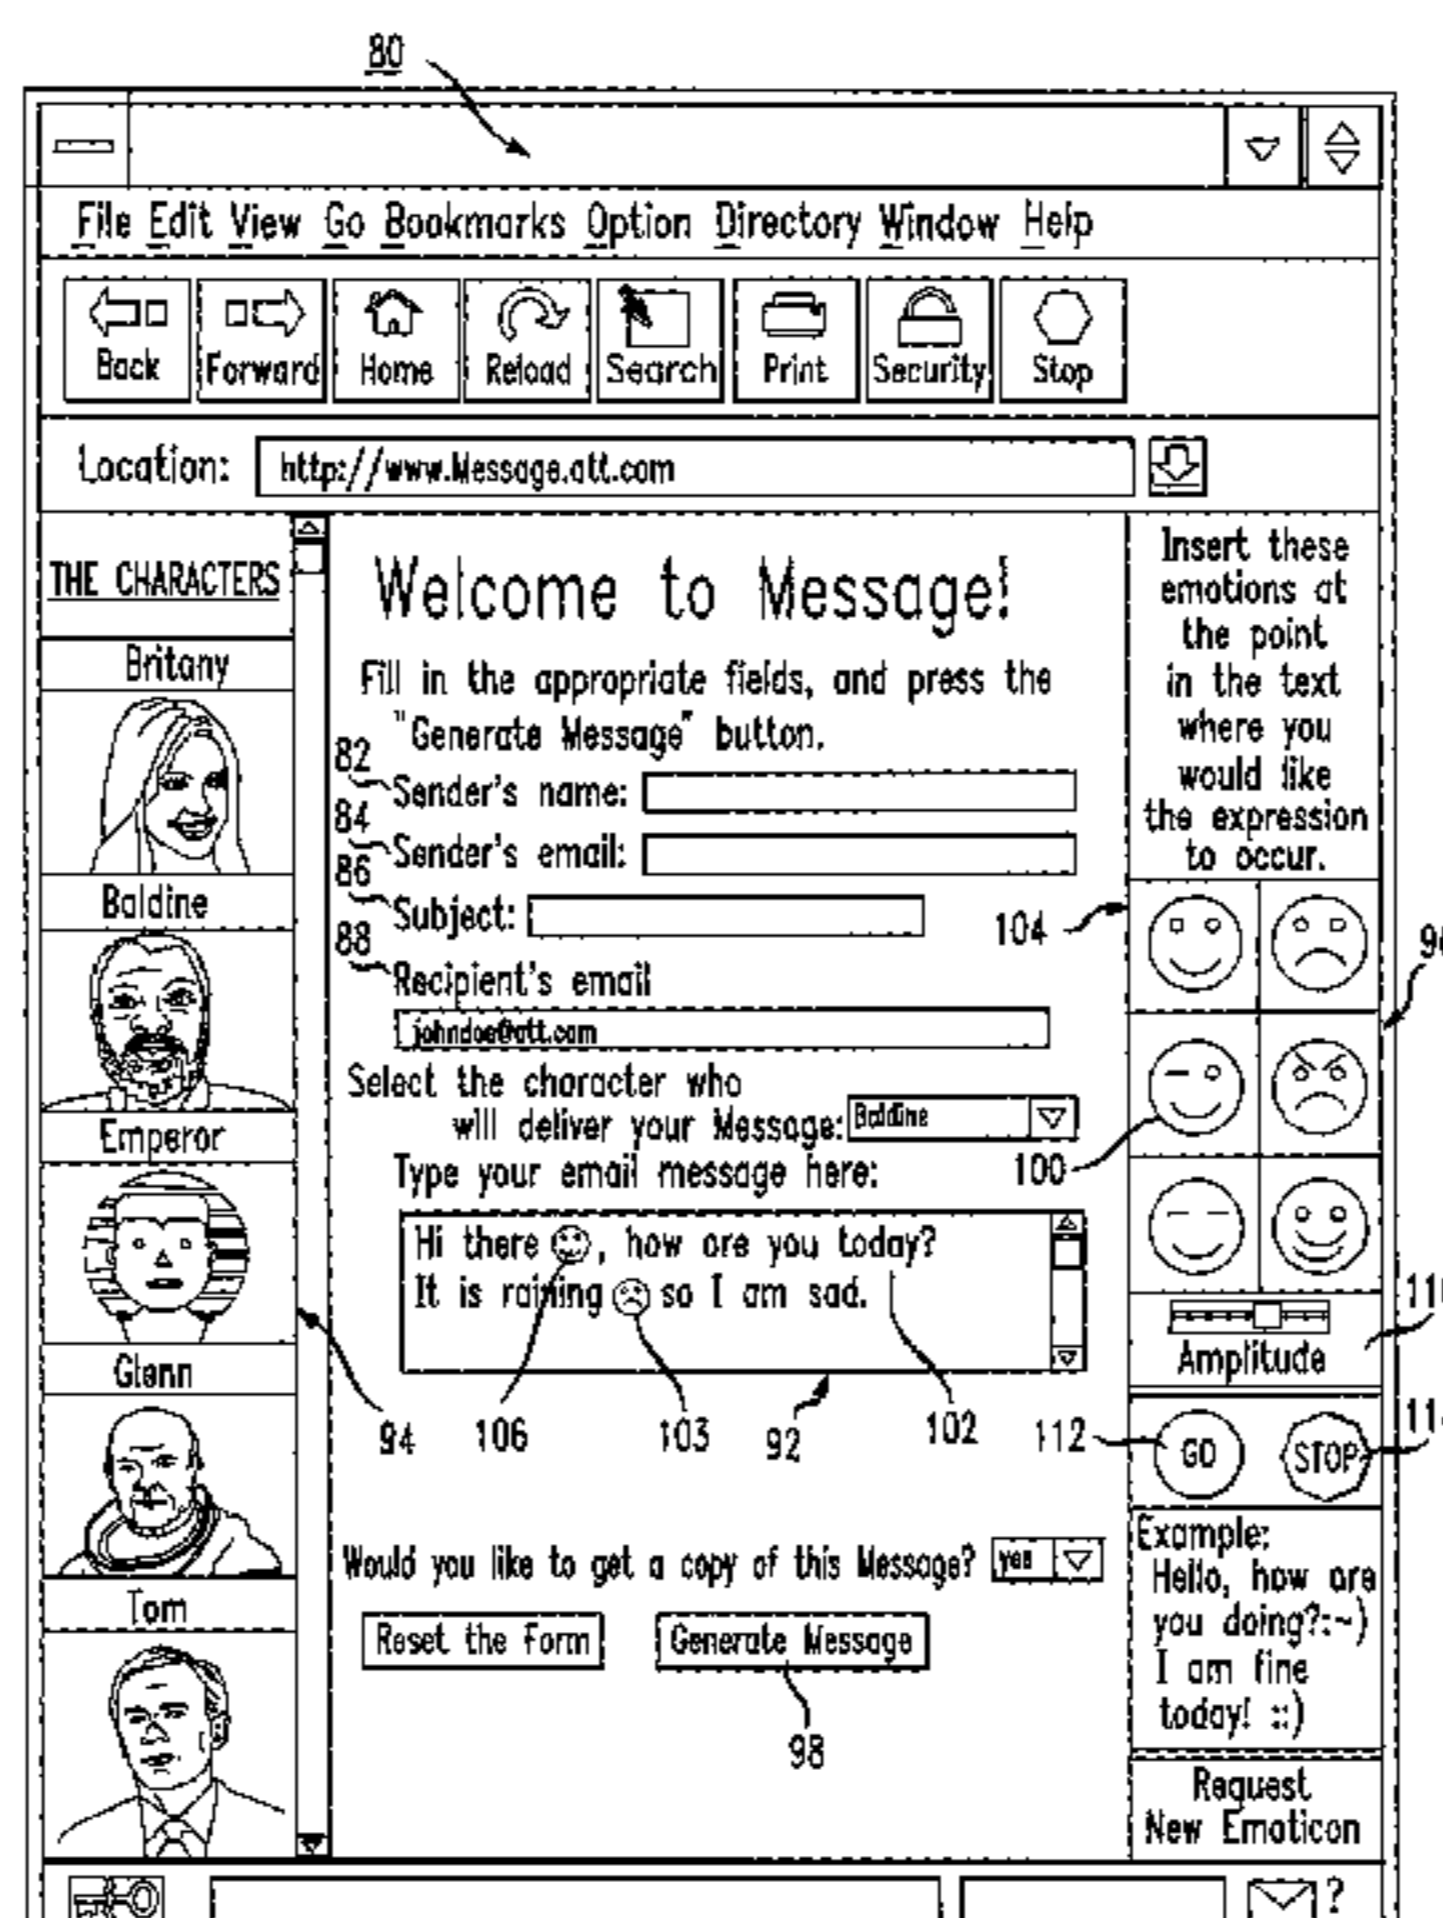 80
File Edit View Go Bookmarks Option Directory Window Help
Back Forward Home Reload Search Print Security Stop
Location: http://www.Message.att.com
THE CHARACTERS
Britany
Baldine
Emperor
Glenn
Tom
94
Welcome to Message!
Fill in the appropriate fields, and press the
"Generate Message" button.
82
Sender's name:
84
Sender's email:
86
Subject:
88
Recipient's email
johndoe@att.com
Select the character who
will deliver your Message: Baldine
Type your email message here:
Hi there , how are you today?
It is raining so I am sad.
106 103 92 102
Would you like to get a copy of this Message? yes
Reset the Form Generate Message
98
Insert these
emotions at
the point
in the text
where you
would like
the expression
to occur.
104
100
Amplitude
112
GO STOP
Example:
Hello, how are
you doing?:~)
I am fine
today! ::)
Request
New Emoticon
?